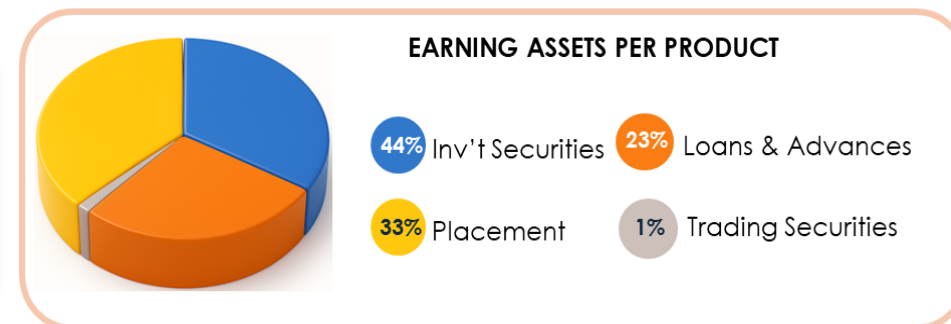 EARNING ASSETS PER PRODUCT
44% Inv't Securities 23% Loans & Advances
33% Placement 1% Trading Securities